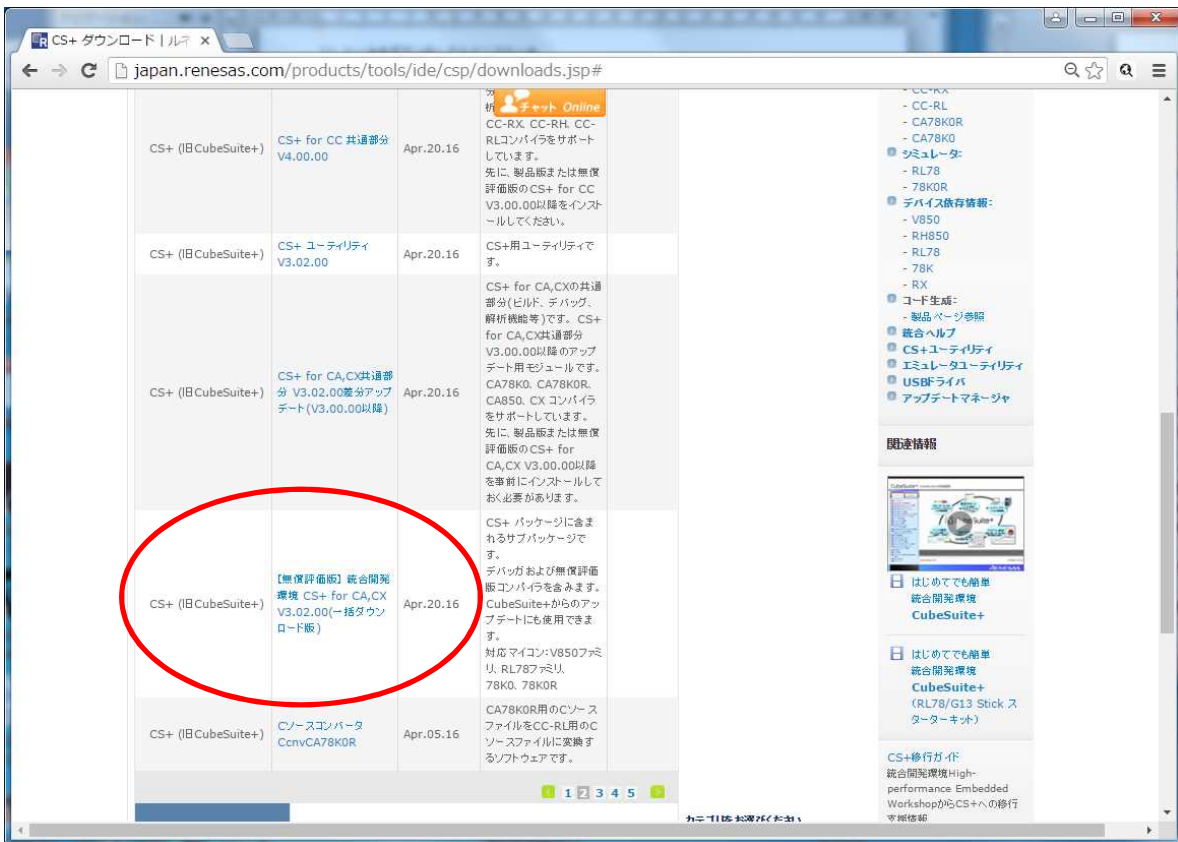 CS+ ダウンロード | ルネ
japan.renesas.com/products/tools/ide/csp/downloads.jsp#
チャット Online
CS+ (旧CubeSuite+)
CS+ for CC 共通部分
V4.00.00
Apr.20.16
CC-RX、CC-RH、CC-
RLコンパイラをサポート
しています。
先に、製品版または無償
評価版のCS+ for CC
V3.00.00以降をインスト
ールしてください。
CS+ (旧CubeSuite+)
CS+ ユーティリティ
V3.02.00
Apr.20.16
CS+用ユーティリティで
す。
CS+ (旧CubeSuite+)
CS+ for CA,CX共通部
分 V3.02.00差分アップ
デート(V3.00.00以降)
Apr.20.16
CS+ for CA,CXの共通
部分(ビルド、デバッグ、
解析機能等)です。CS+
for CA,CX共通部分
V3.00.00以降のアップ
デート用モジュールです。
CA78K0、CA78K0R、
CA850、CX コンパイラ
をサポートしています。
先に、製品版または無償
評価版のCS+ for
CA,CX V3.00.00以降
を事前にインストールして
おく必要があります。
CS+ (旧CubeSuite+)
【無償評価版】統合開発
環境 CS+ for CA,CX
V3.02.00(一括ダウン
ロード版)
Apr.20.16
CS+ パッケージに含ま
れるサブパッケージで
す。
デバッガおよび無償評価
版コンパイラを含みます。
CubeSuite+からのアッ
プデートにも使用できま
す。
対応マイコン:V850ファミ
リ、RL78ファミリ、
78K0、78K0R
CS+ (旧CubeSuite+)
Cソースコンバータ
CcnvCA78K0R
Apr.05.16
CA78K0R用のCソース
ファイルをCC-RL用のC
ソースファイルに変換す
るソフトウェアです。
1 2 3 4 5
- CC-RX
- CC-RL
- CA78K0R
- CA78K0
シミュレータ:
- RL78
- 78K0R
デバイス依存情報:
- V850
- RH850
- RL78
- 78K
- RX
コード生成:
- 製品ページ参照
統合ヘルプ
CS+ユーティリティ
エミュレータユーティリティ
USBドライバ
アップデートマネージャ
関連情報
はじめてでも簡単
統合開発環境
CubeSuite+
はじめてでも簡単
統合開発環境
CubeSuite+
(RL78/G13 Stick ス
ターターキット)
CS+移行ガイド
統合開発環境High-
performance Embedded
WorkshopからCS+への移行
支援情報
カテゴリをお選びください